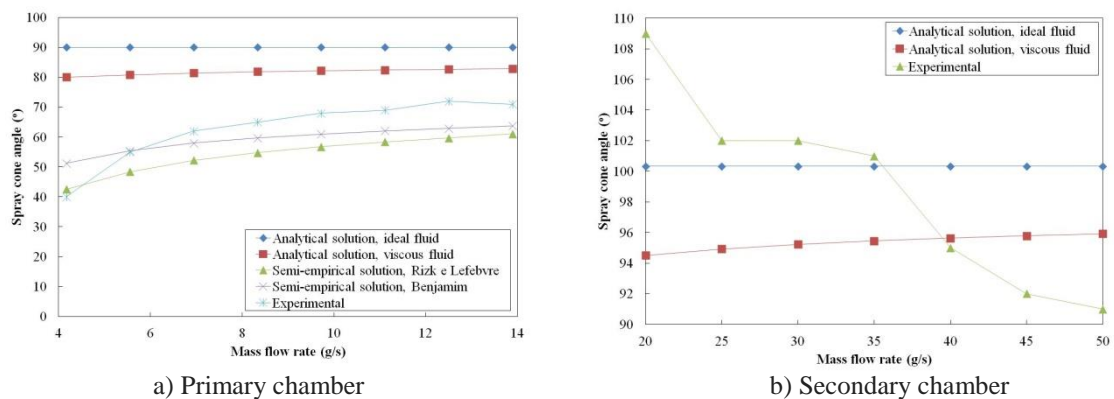 100
90
80
70
60
50
40
30
20
10
0
Spray cone angle (º)
Analytical solution, ideal fluid
Analytical solution, viscous fluid
Semi-empirical solution, Rizk e Lefebvre
Semi-empirical solution, Benjamim
Experimental
4 6 8 10 12 14
Mass flow rate (g/s)
a) Primary chamber
110
108
106
104
102
100
98
96
94
92
90
Spray cone angle (º)
Analytical solution, ideal fluid
Analytical solution, viscous fluid
Experimental
20 25 30 35 40 45 50
Mass flow rate (g/s)
b) Secondary chamber